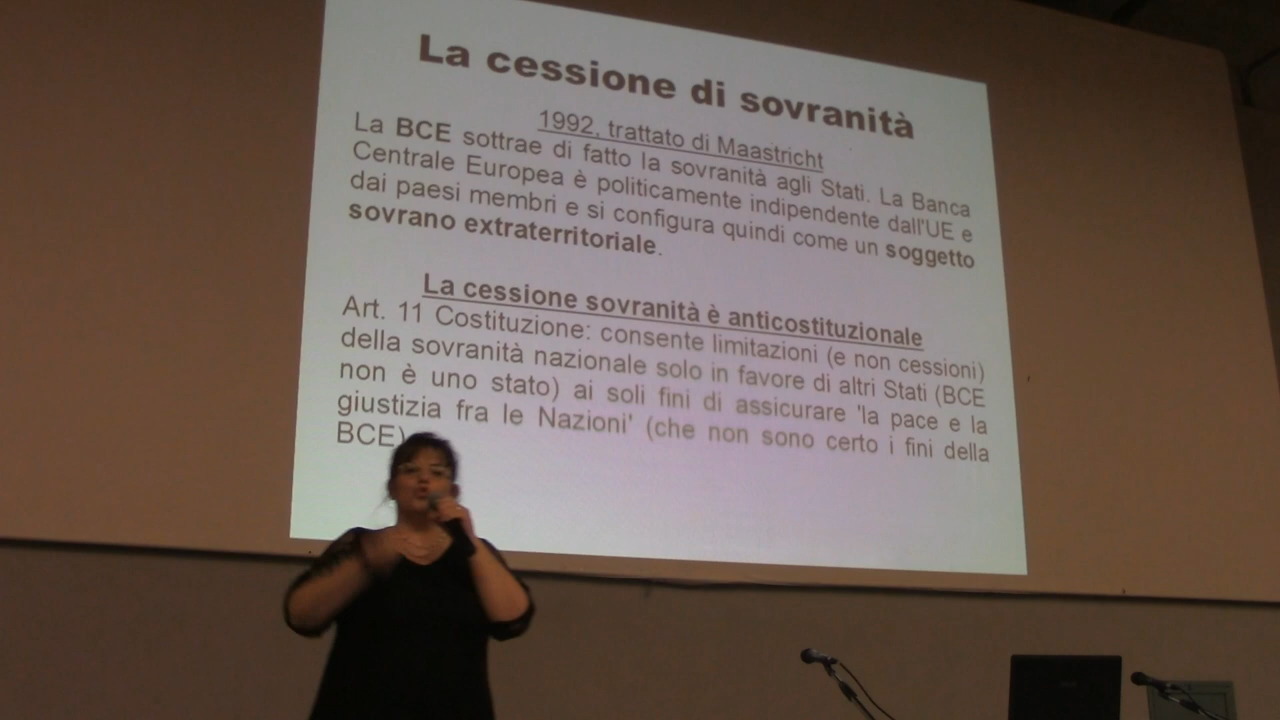 La cessione di sovranità
1992, trattato di Maastricht
La BCE sottrae di fatto la sovranità agli Stati. La Banca
Centrale Europea è politicamente indipendente dall'UE e
dai paesi membri e si configura quindi come un soggetto
sovrano extraterritoriale.
La cessione sovranità è anticostituzionale
Art. 11 Costituzione: consente limitazioni (e non cessioni)
della sovranità nazionale solo in favore di altri Stati (BCE
non è uno stato) ai soli fini di assicurare 'la pace e la
giustizia fra le Nazioni' (che non sono certo i fini della
BCE)